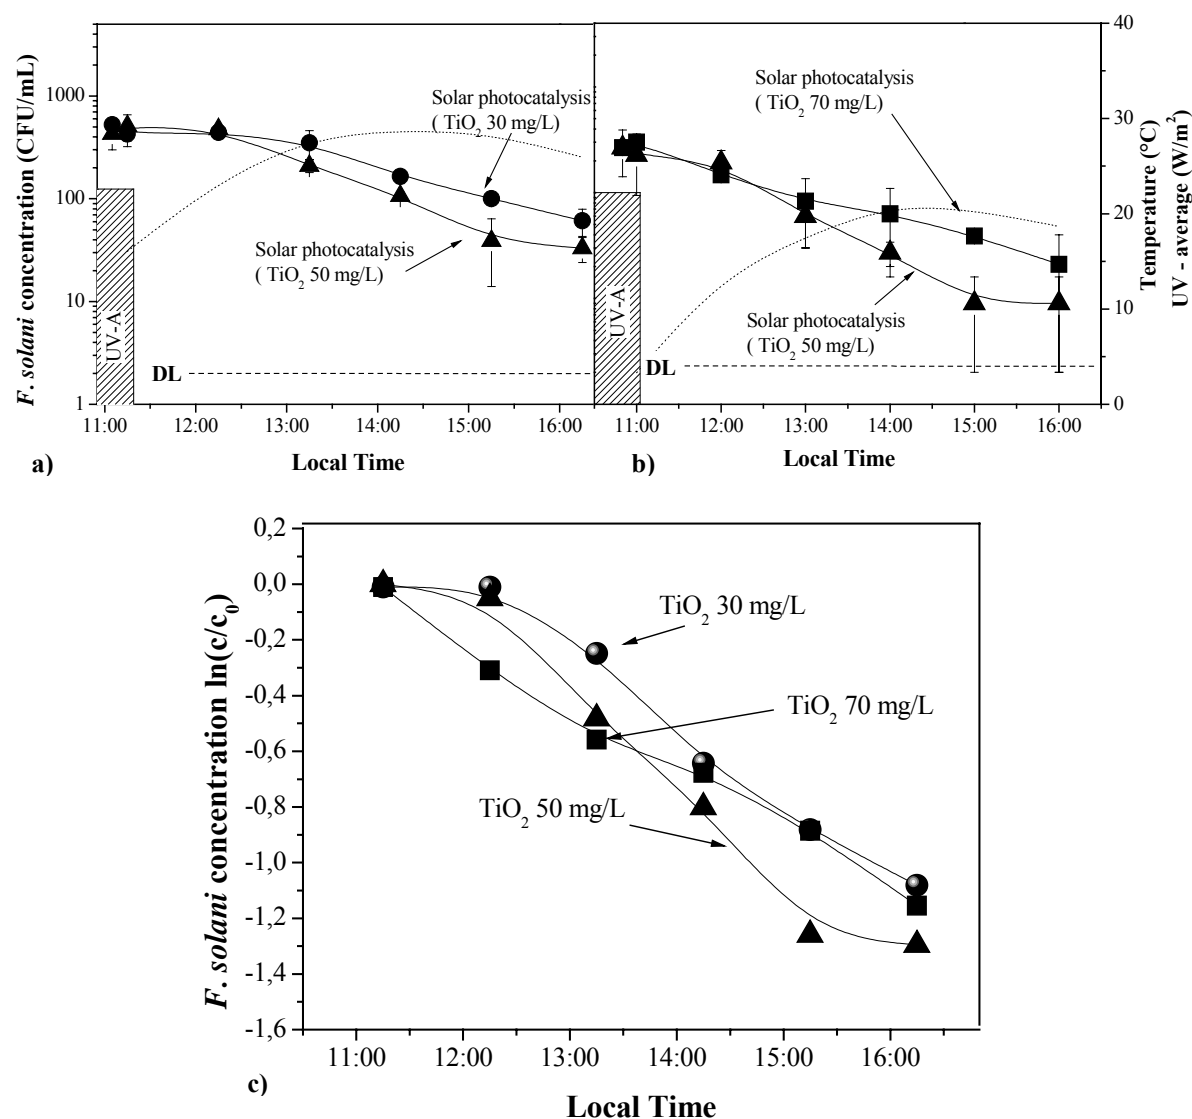 F. solani concentration (CFU/mL)
1000
100
10
1
Solar photocatalysis
( TiO2 30 mg/L)
Solar photocatalysis
( TiO2 50 mg/L)
UV-A
DL
11:00 12:00 13:00 14:00 15:00 16:00
a)
Local Time
Solar photocatalysis
( TiO2 70 mg/L)
Solar photocatalysis
( TiO2 50 mg/L)
UV-A
DL
11:00 12:00 13:00 14:00 15:00 16:00
b)
Local Time
40
30
20
10
0
Temperature (°C)
UV - average (W/m2)
F. solani concentration ln(c/c0)
0,2
0,0
-0,2
-0,4
-0,6
-0,8
-1,0
-1,2
-1,4
-1,6
TiO2 30 mg/L
TiO2 70 mg/L
TiO2 50 mg/L
11:00 12:00 13:00 14:00 15:00 16:00
c)
Local Time